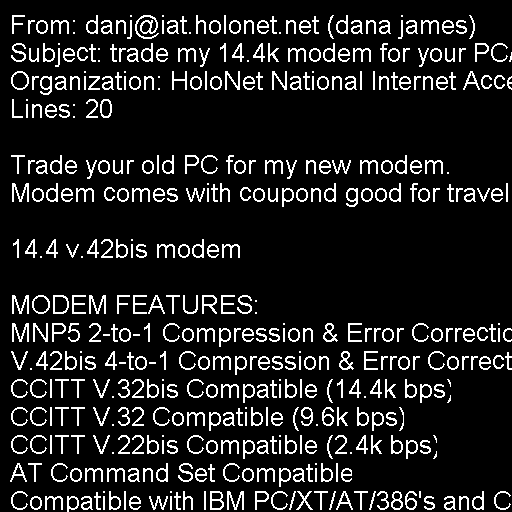 From: danj@iat.holonet.net (dana james)
Subject: trade my 14.4k modem for your PC/
Organization: HoloNet National Internet Acce
Lines: 20

Trade your old PC for my new modem.
Modem comes with coupond good for travel

14.4 v.42bis modem

MODEM FEATURES:
MNP5 2-to-1 Compression & Error Correctio
V.42bis 4-to-1 Compression & Error Correct
CCITT V.32bis Compatible (14.4k bps)
CCITT V.32 Compatible (9.6k bps)
CCITT V.22bis Compatible (2.4k bps)
AT Command Set Compatible
Compatible with IBM PC/XT/AT/386's and C